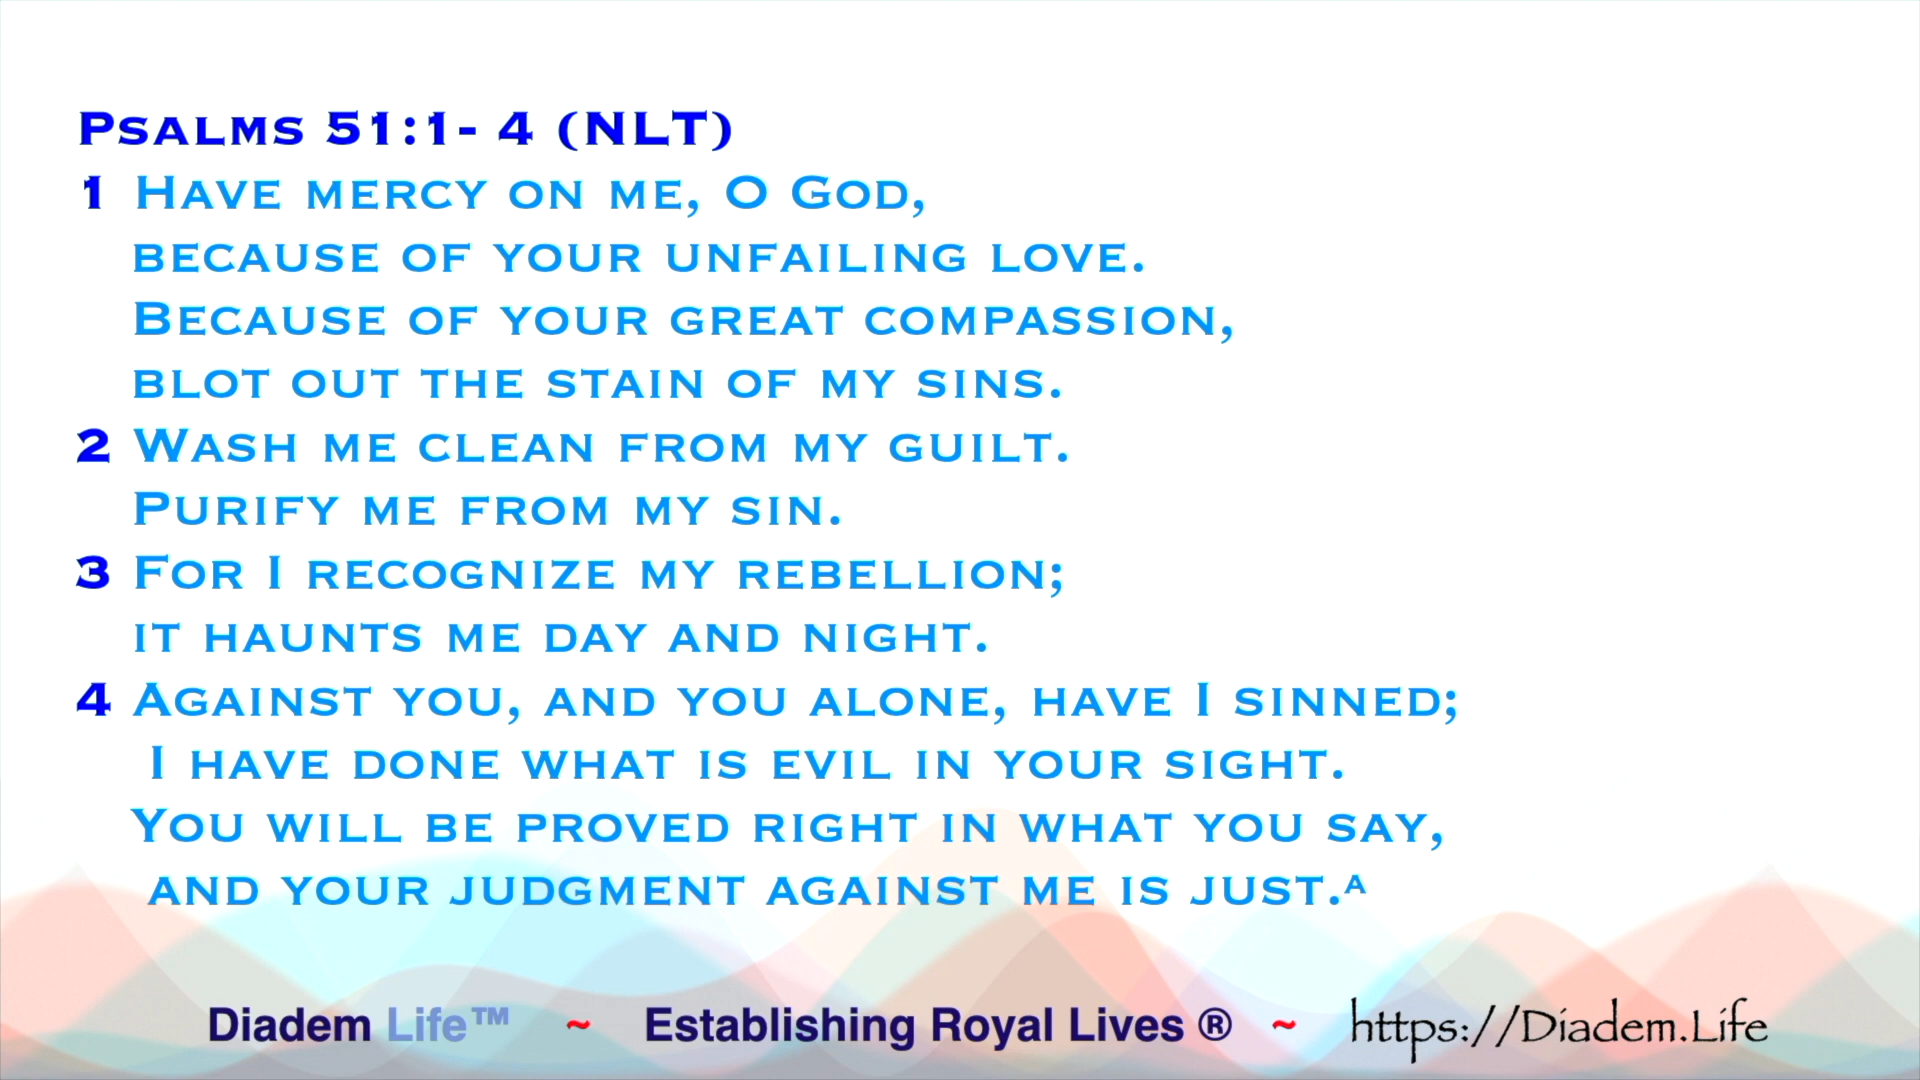 Psalms 51:1- 4 (NLT)
1 Have mercy on me, O God,
because of your unfailing love.
Because of your great compassion,
blot out the stain of my sins.
2 Wash me clean from my guilt.
Purify me from my sin.
3 For I recognize my rebellion;
it haunts me day and night.
4 Against you, and you alone, have I sinned;
I have done what is evil in your sight.
You will be proved right in what you say,
and your judgment against me is just.ᴬ
Diadem Life™ ~ Establishing Royal Lives ® ~ https://Diadem.Life